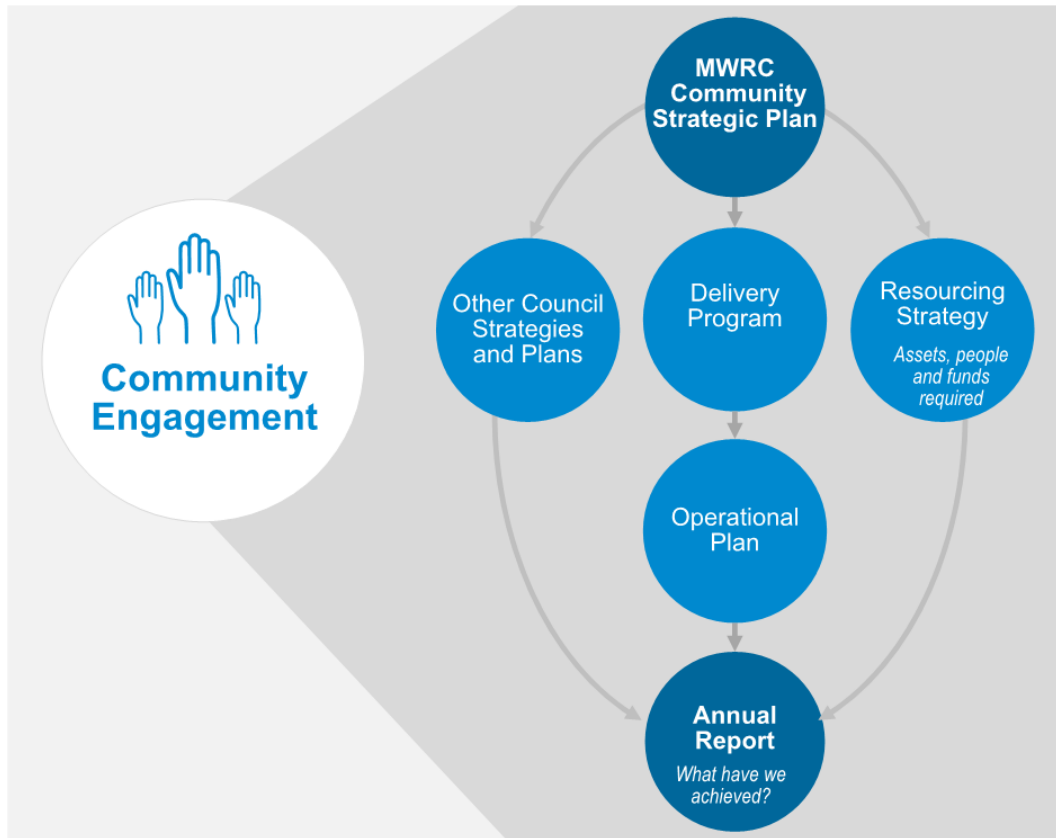 MWRC
Community
Strategic Plan
Community
Engagement
Other Council
Strategies
and Plans
Delivery
Program
Resourcing
Strategy
Assets, people
and funds
required
Operational
Plan
Annual
Report
What have we
achieved?